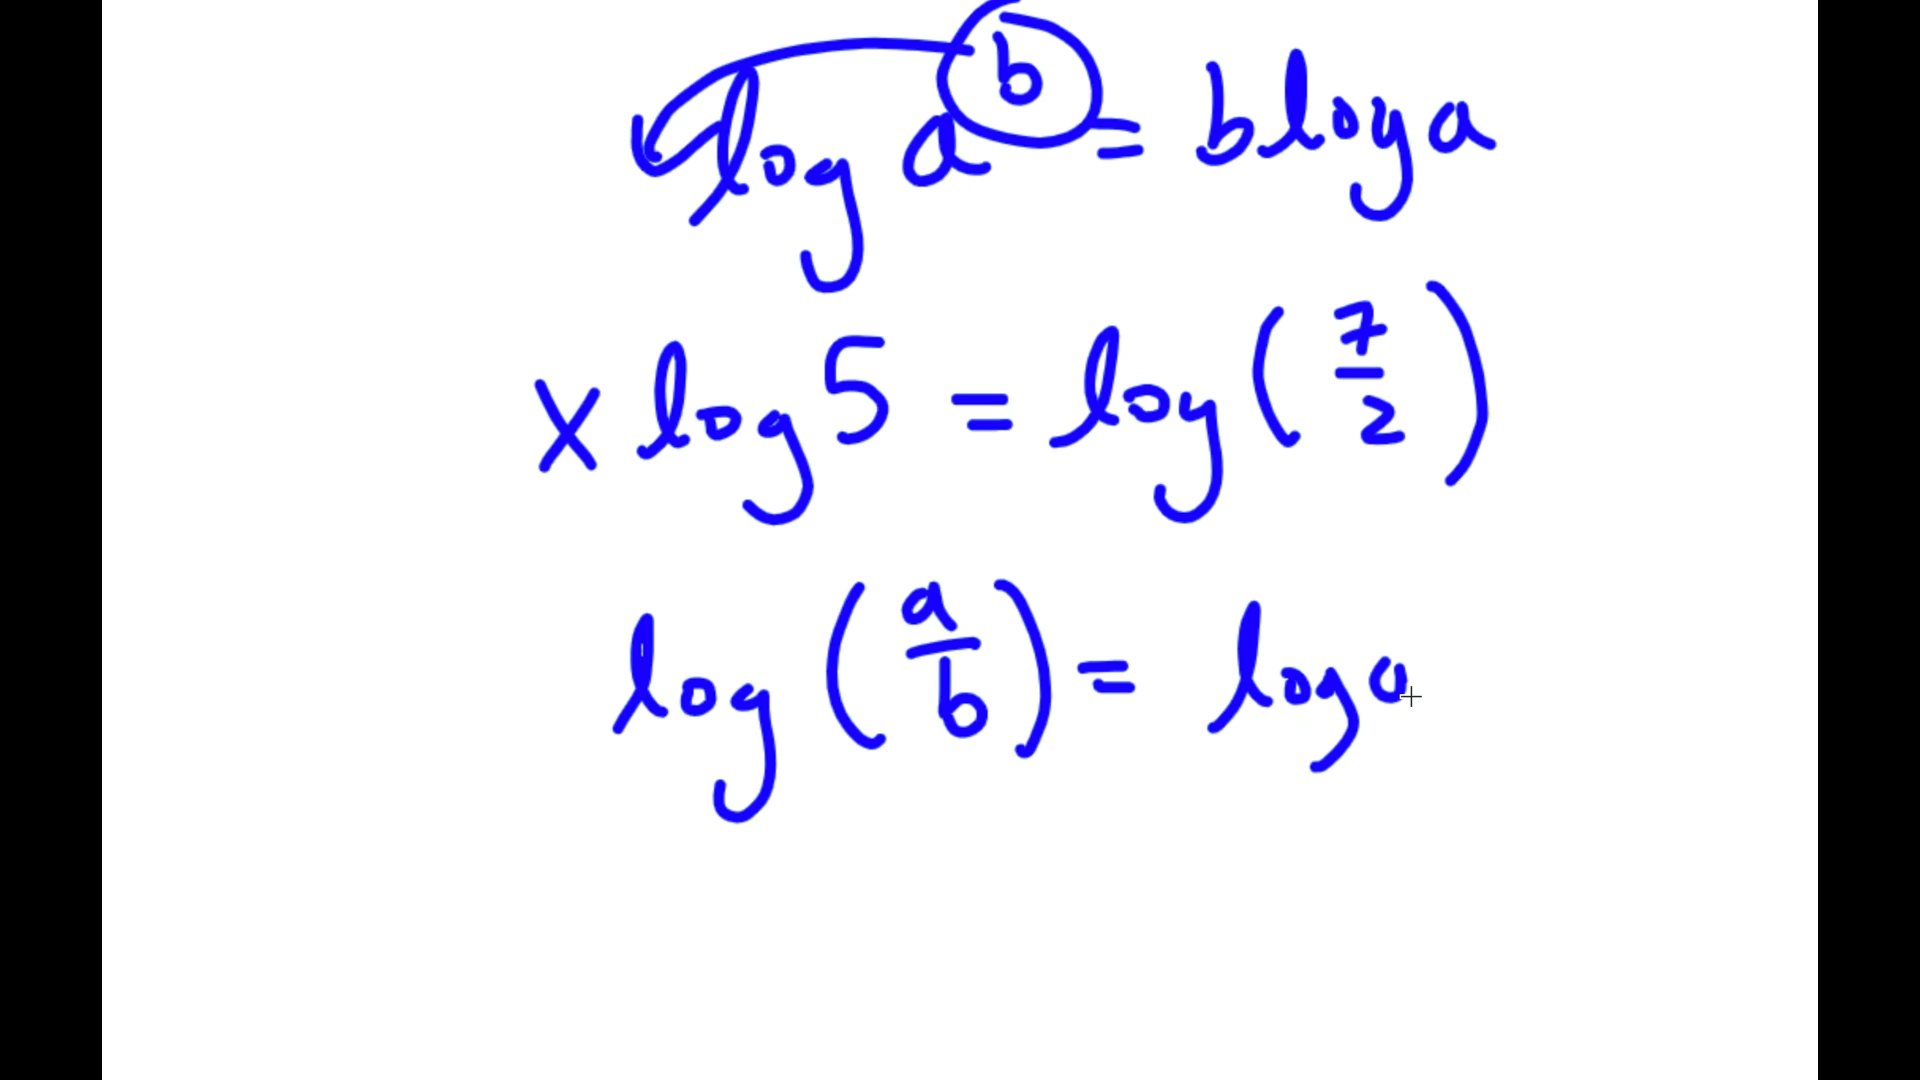 log a^b = b log a
x log 5 = log (7/2)
log (a/b) = log a